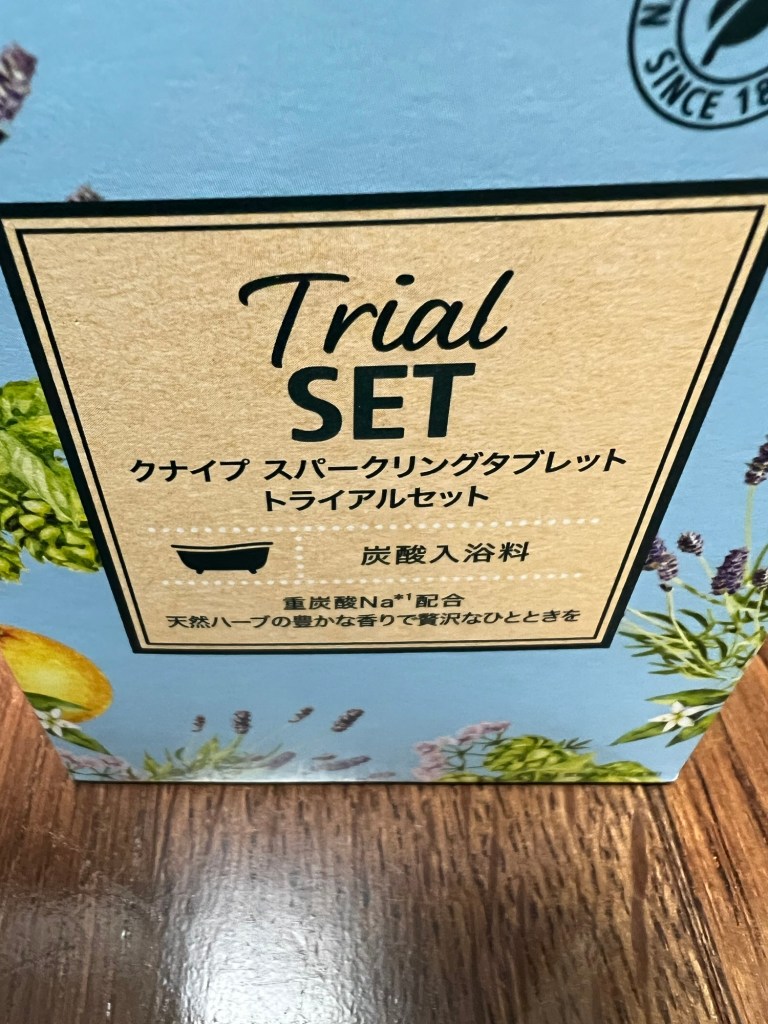 SINCE 18
Trial
SET
クナイプ スパークリングタブレット
トライアルセット
炭酸入浴料
重炭酸Na*1配合
天然ハーブの豊かな香りで贅沢なひとときを